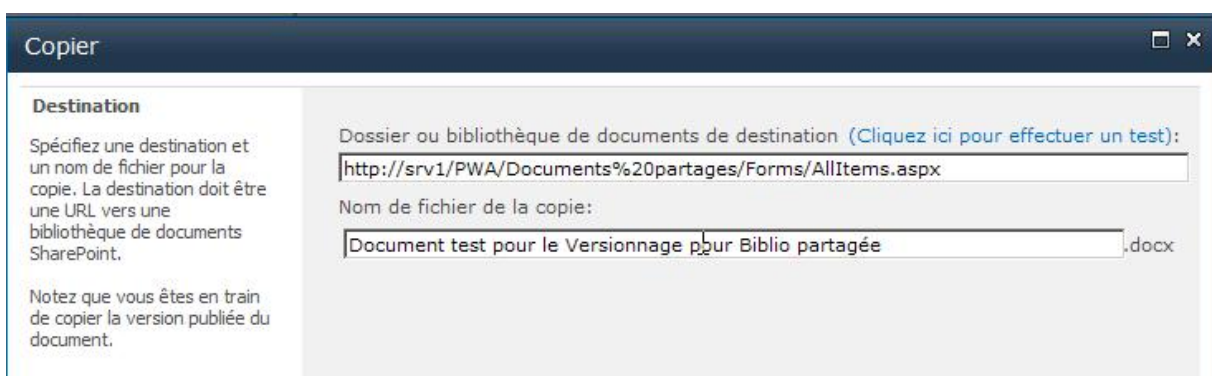 Copier
Destination
Spécifiez une destination et
un nom de fichier pour la
copie. La destination doit être
une URL vers une
bibliothèque de documents
SharePoint.
Notez que vous êtes en train
de copier la version publiée du
document.
Dossier ou bibliothèque de documents de destination (Cliquez ici pour effectuer un test):
http://srv1/PWA/Documents%20partages/Forms/AllItems.aspx
Nom de fichier de la copie:
Document test pour le Versionnage pour Biblio partagée .docx